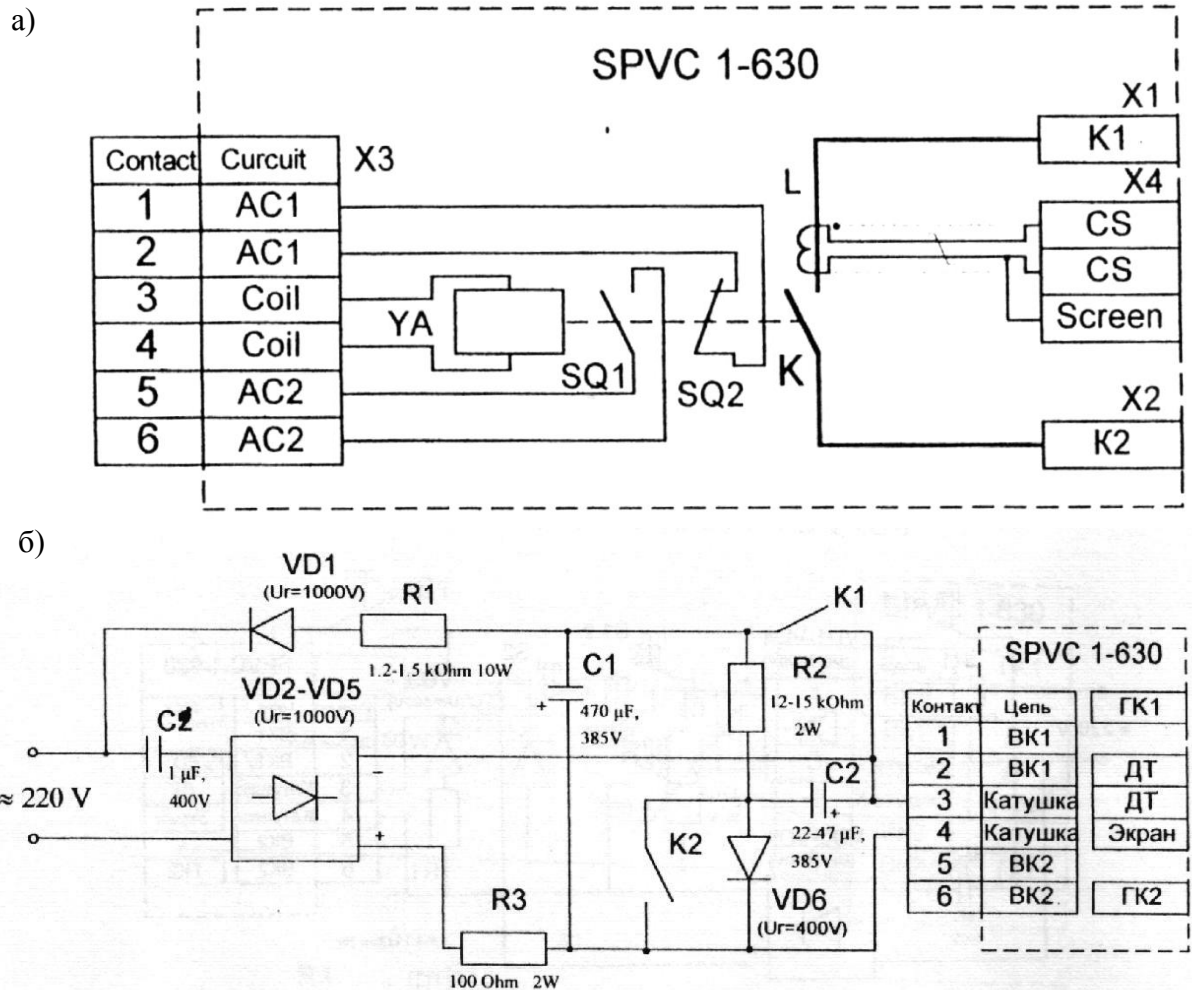 а)
SPVC 1-630
X1
K1
Contact Curcuit X3
X4
1 AC1
L
CS
2 AC1
CS
3 Coil
Screen
4 Coil
YA
SQ1
SQ2
K
5 AC2
X2
6 AC2
K2
б)
VD1
(Ur=1000V)
R1
K1
1.2-1,5 kOhm 10W
C1
R2
SPVC 1-630
VD2-VD5
(Ur=1000V)
+ 470 µF,
385V
12-15 kOhm
2W
Контакт Цепь ГК1
C2
1 ВК1
1 µF,
400V
–
C2
2 ВК1 ДТ
≈ 220 V
3 Катушка ДТ
+
K2
+
22-47 µF,
385V
4 Катушка Экран
5 ВК2
R3
VD6
(Ur=400V)
6 ВК2 ГК2
100 Ohm 2W